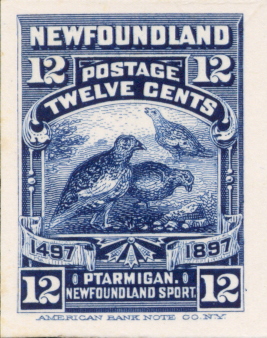 NEWFOUNDLAND
12 POSTAGE 12
TWELVE CENTS
1497 1897
12 PTARMIGAN. 12
NEWFOUNDLAND SPORT.
AMERICAN BANK NOTE CO. N.Y.